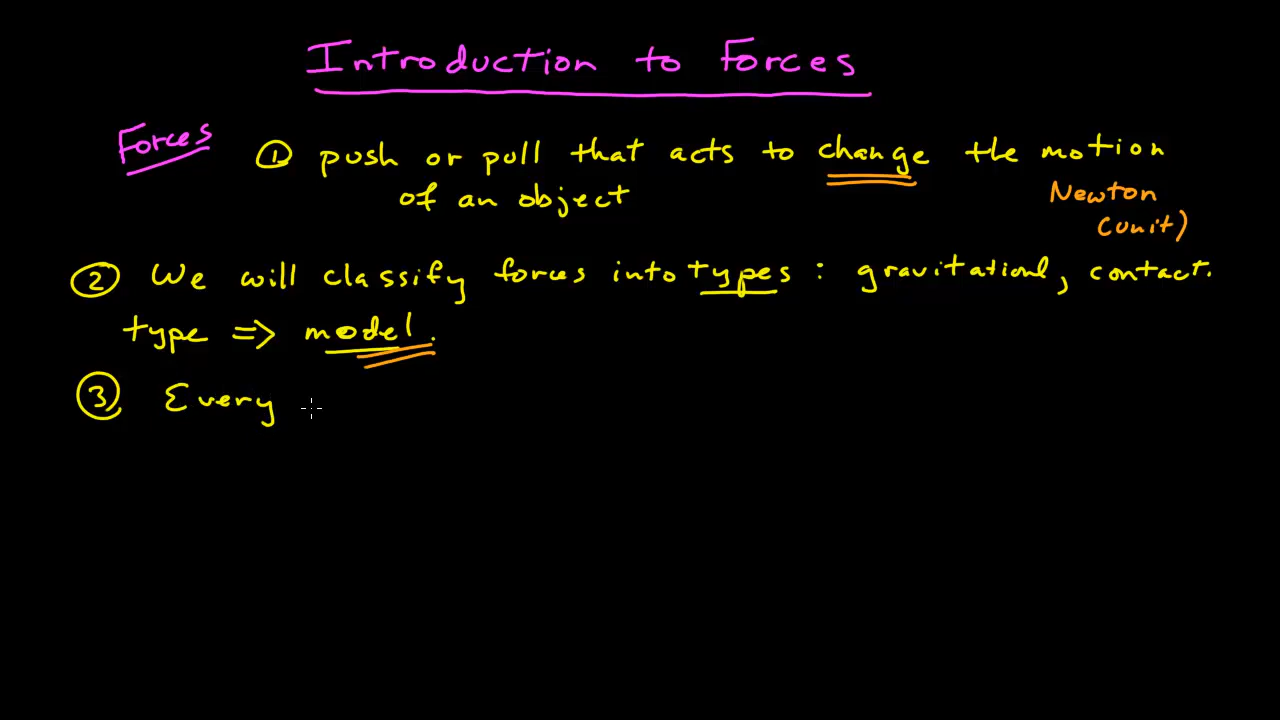 Introduction to Forces
Forces ① push or pull that acts to change the motion
of an object
Newton
(unit)
② We will classify forces into types : gravitational, contact.
type => model.
③ Every